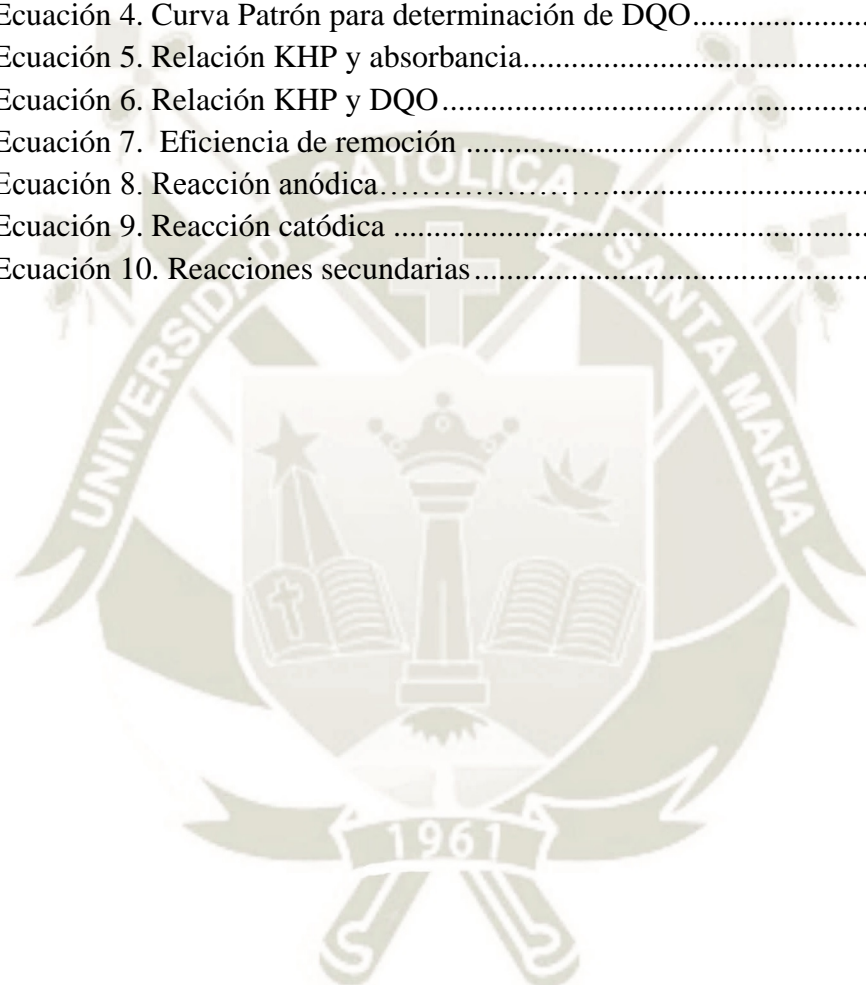 Ecuación 4. Curva Patrón para determinación de DQO....................
Ecuación 5. Relación KHP y absorbancia.......................................
Ecuación 6. Relación KHP y DQO.................................................
Ecuación 7.  Eficiencia de remoción ..............................................
Ecuación 8. Reacción anódica…………………..............................
Ecuación 9. Reacción catódica .......................................................
Ecuación 10. Reacciones secundarias.............................................
UNIVERSIDAD CATOLICA SANTA MARIA
1961